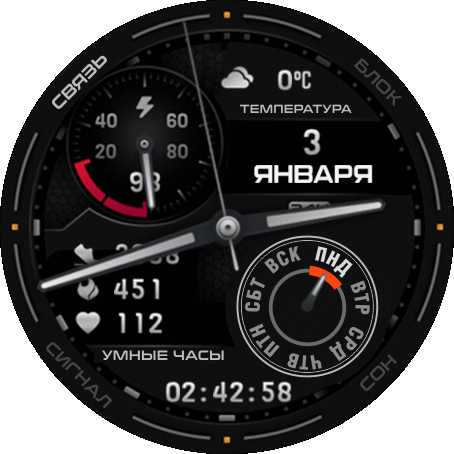 СВЯЗЬ
БЛОК
0°C
ТЕМПЕРАТУРА
40 60
20 80
3
ЯНВАРЯ
ВСК ПНД ВТР СРД ЧТВ ПТН СБТ
451
112
УМНЫЕ ЧАСЫ
СИГНАЛ
СОН
02:42:58